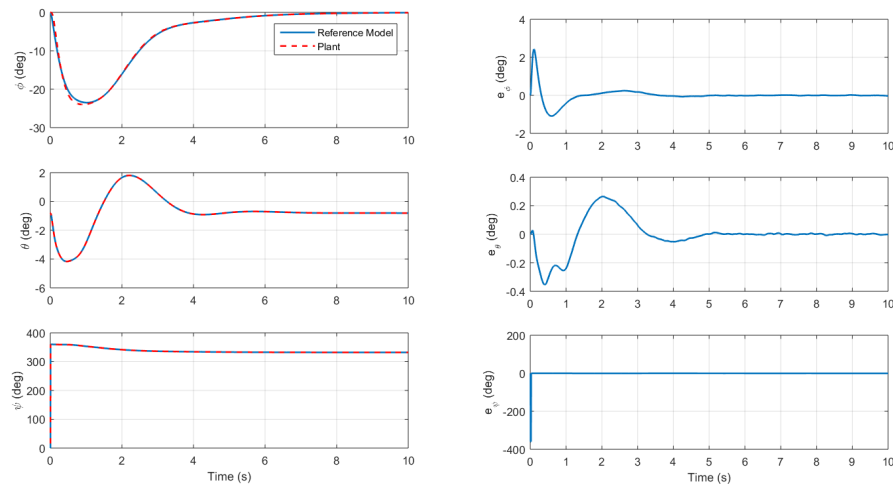 0
-10
-20
-30
ϕ (deg)
Reference Model
Plant
0 2 4 6 8 10
2
0
-2
-4
-6
θ (deg)
0 2 4 6 8 10
400
300
200
100
0
ψ (deg)
0 2 4 6 8 10
Time (s)
4
2
0
-2
e ϕ (deg)
0 1 2 3 4 5 6 7 8 9 10
0.4
0.2
0
-0.2
-0.4
e θ (deg)
0 1 2 3 4 5 6 7 8 9 10
200
0
-200
-400
e ψ (deg)
0 1 2 3 4 5 6 7 8 9 10
Time (s)